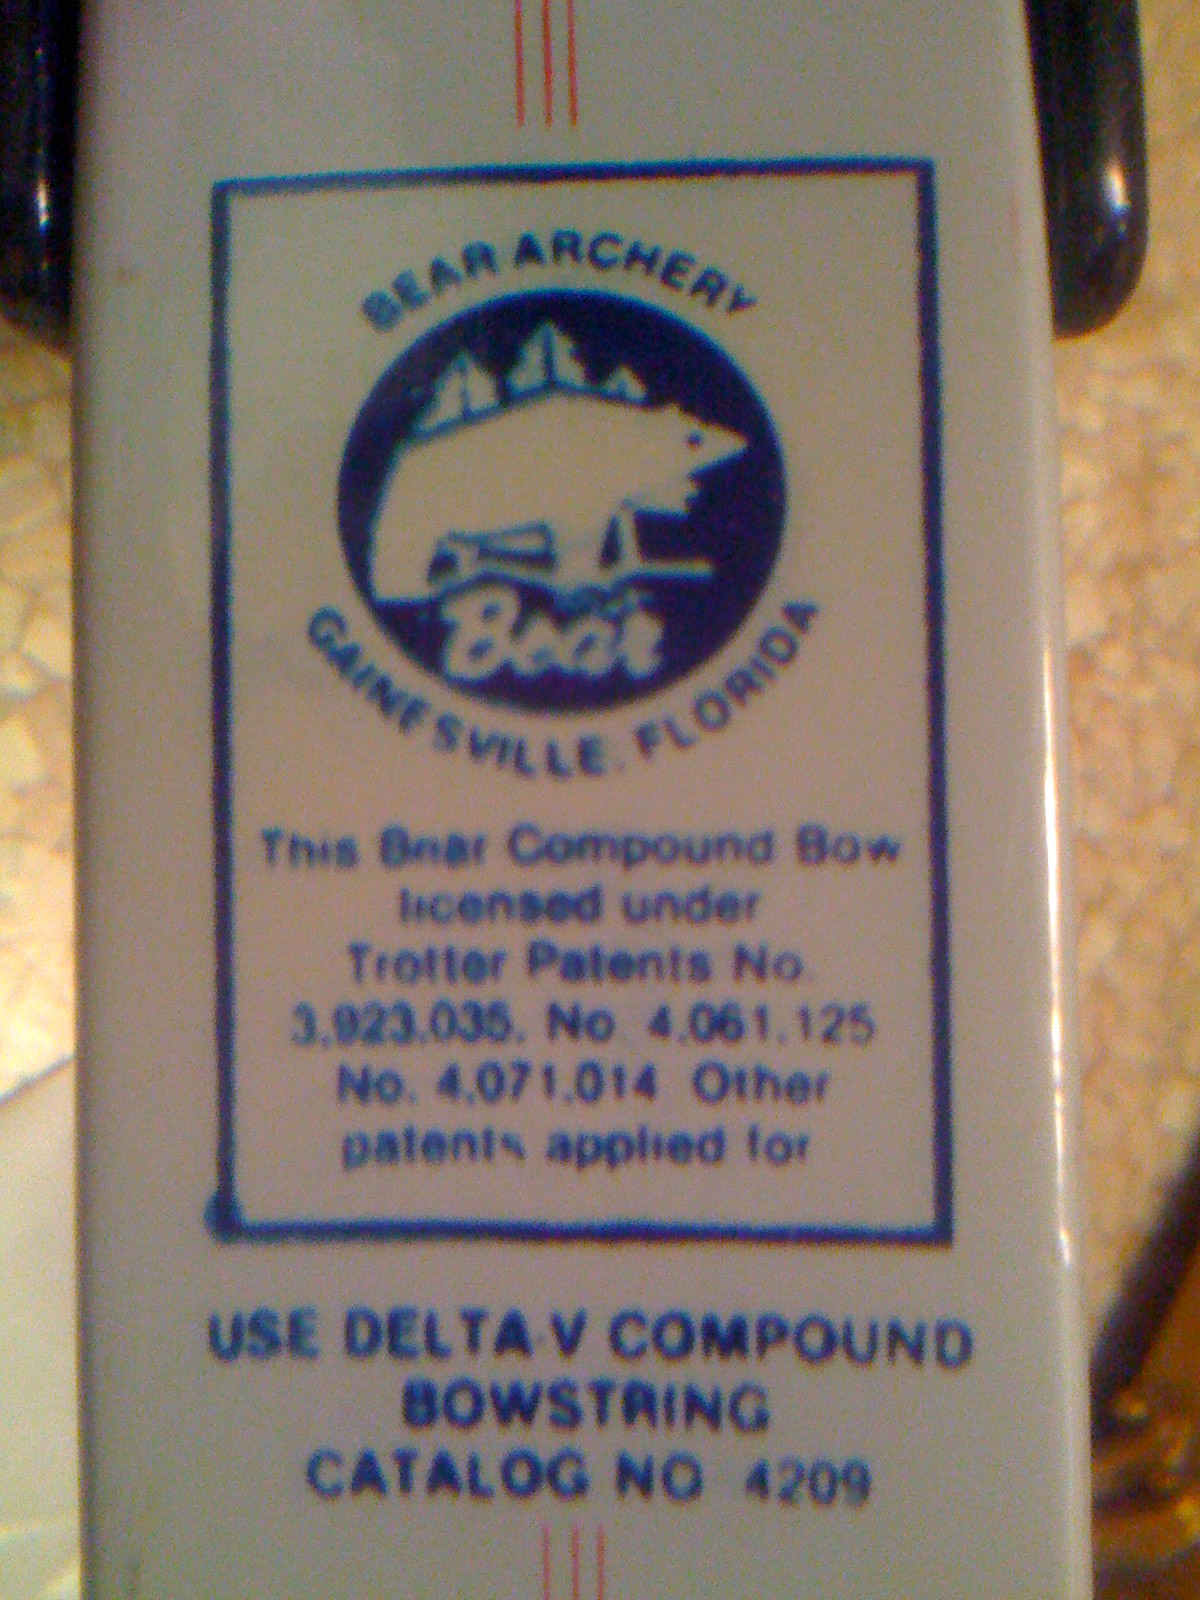 BEAR ARCHERY
Bear
GAINESVILLE, FLORIDA
This Bear Compound Bow
licensed under
Trotter Patents No.
3,923,035, No. 4,061,125
No. 4,071,014 Other
patents applied for
USE DELTA-V COMPOUND
BOWSTRING
CATALOG NO 4209